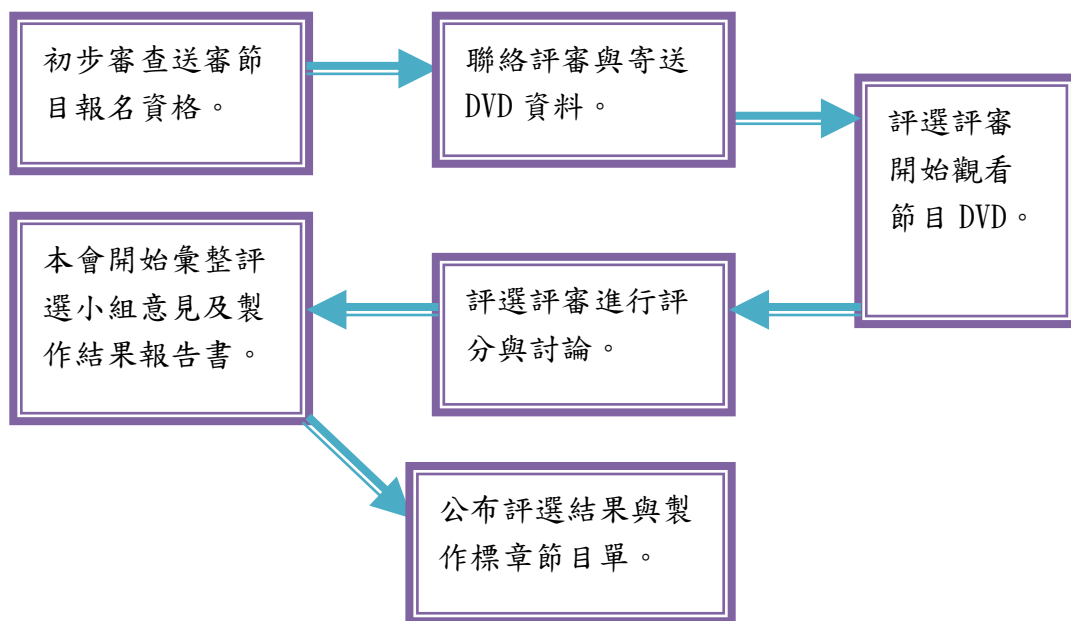 初步審查送審節
目報名資格。
聯絡評審與寄送
DVD 資料。
評選評審
開始觀看
節目 DVD。
評選評審進行評
分與討論。
本會開始彙整評
選小組意見及製
作結果報告書。
公布評選結果與製
作標章節目單。